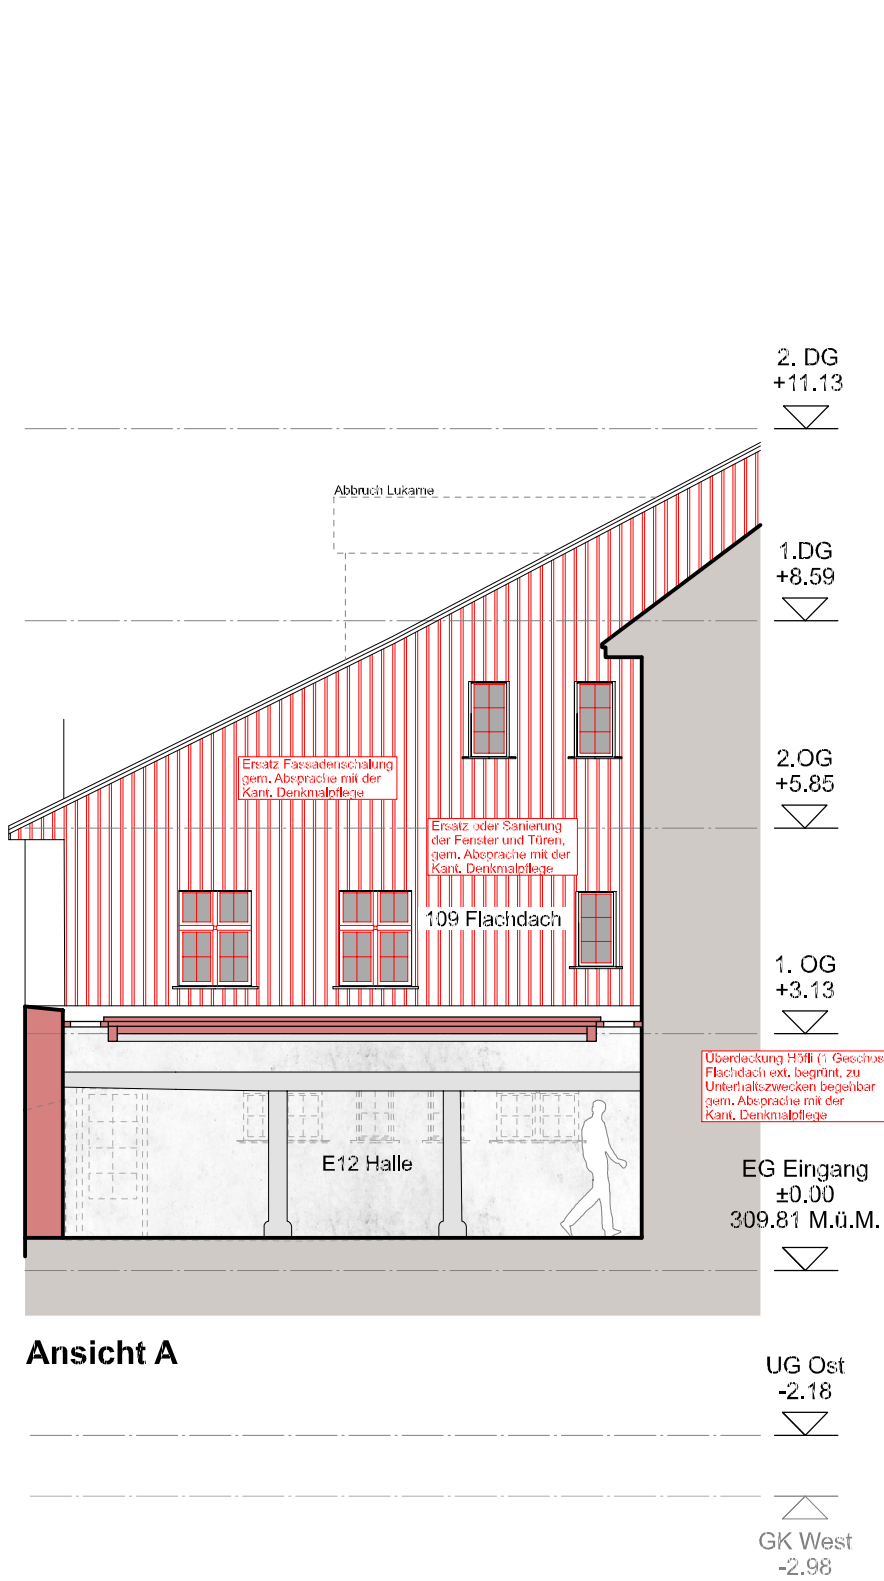 2. DG
+11.13
Abbruch Lukarne
1.DG
+8.59
Ersatz Fassadenschalung
gem. Absprache mit der
Kant. Denkmalpflege
2.OG
+5.85
Ersatz oder Sanierung
der Fenster und Türen,
gem. Absprache mit der
Kant. Denkmalpflege
109 Flachdach
1. OG
+3.13
Überdeckung Höfli (1 Geschos
Flachdach ext. begrünt, zu
Unterhaltszwecken begehbar
gem. Absprache mit der
Kant. Denkmalpflege
E12 Halle
EG Eingang
±0.00
309.81 M.ü.M.
Ansicht A
UG Ost
-2.18
GK West
-2.98